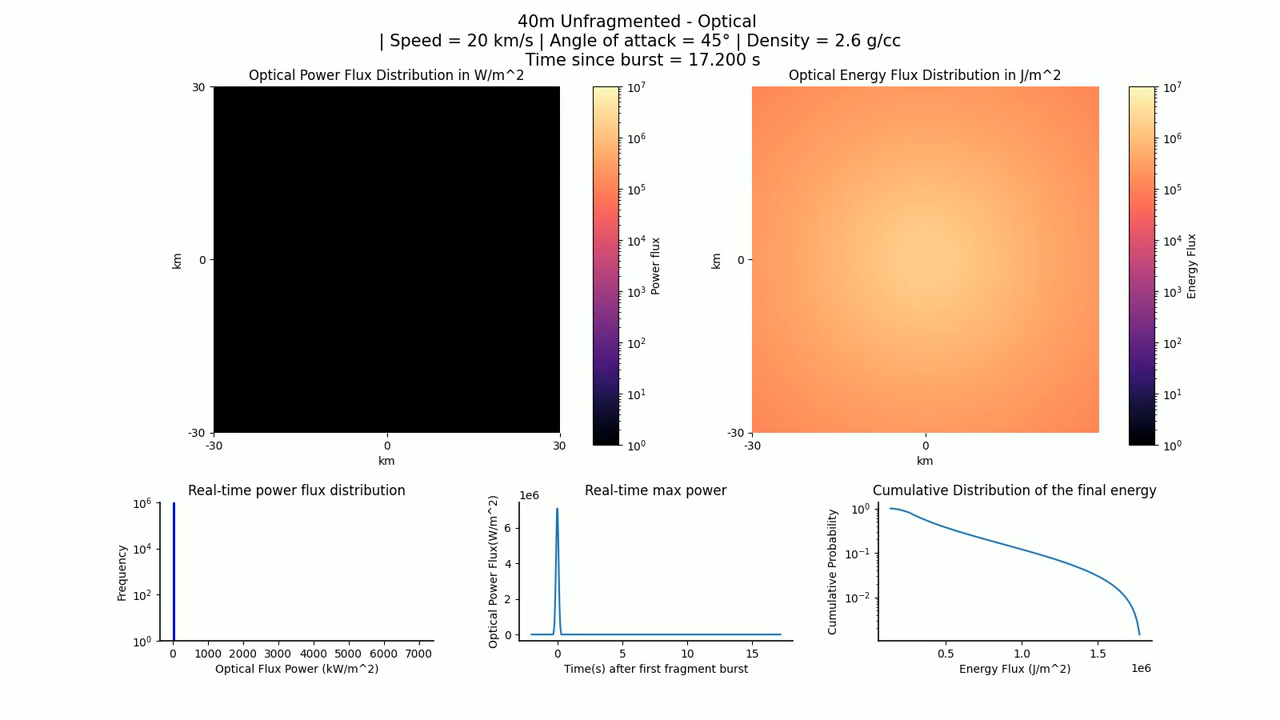 40m Unfragmented - Optical
| Speed = 20 km/s | Angle of attack = 45° | Density = 2.6 g/cc
Time since burst = 17.200 s
Optical Power Flux Distribution in W/m^2
30
0
-30
km
-30 0 30
km
10^7
10^6
10^5
10^4
10^3
10^2
10^1
10^0
Power flux
Optical Energy Flux Distribution in J/m^2
0
-30
km
-30 0
km
10^7
10^6
10^5
10^4
10^3
10^2
10^1
10^0
Energy Flux
Real-time power flux distribution
10^6
10^4
10^2
10^0
Frequency
0 1000 2000 3000 4000 5000 6000 7000
Optical Flux Power (kW/m^2)
Real-time max power
1e6
6
4
2
0
Optical Power Flux(W/m^2)
0 5 10 15
Time(s) after first fragment burst
Cumulative Distribution of the final energy
10^0
10^-1
10^-2
Cumulative Probability
0.5 1.0 1.5
1e6
Energy Flux (J/m^2)